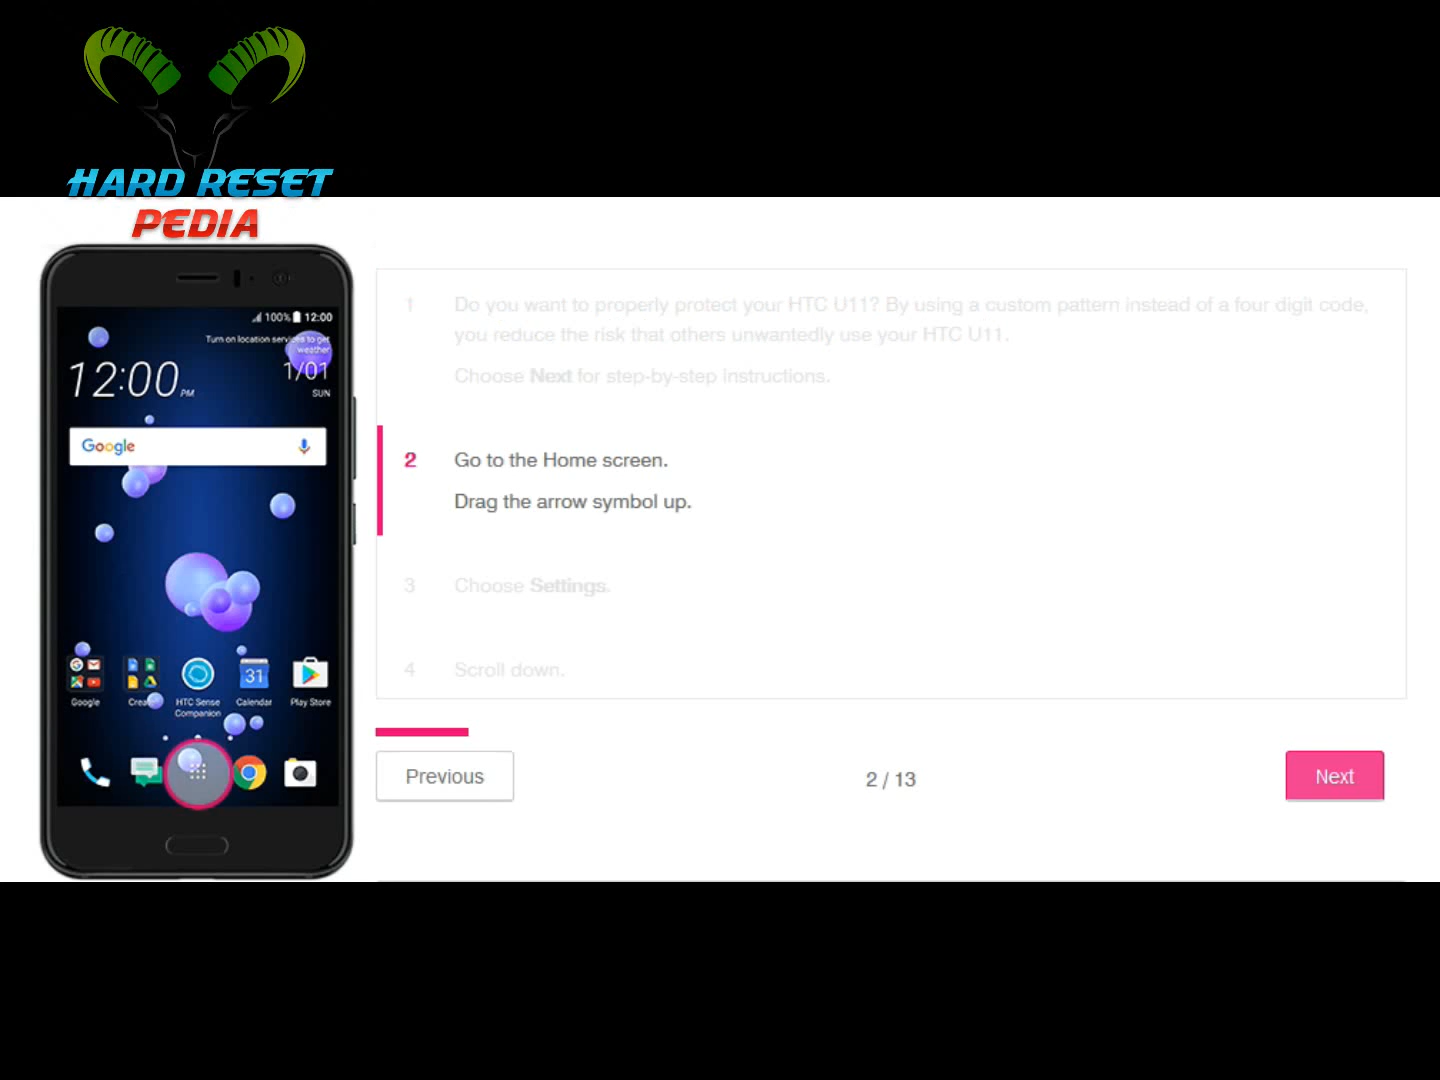 HARD RESET
PEDIA
100% 12:00
Turn on location services to get
weather
12:00 PM
1/01
SUN
Google
Google
Crea
HTC Sense
Companion
Calendar
31
Play Store
1 Do you want to properly protect your HTC U11? By using a custom pattern instead of a four digit code,
you reduce the risk that others unwantedly use your HTC U11.
Choose Next for step-by-step instructions.
2 Go to the Home screen.
Drag the arrow symbol up.
3 Choose Settings.
4 Scroll down.
Previous
2 / 13
Next